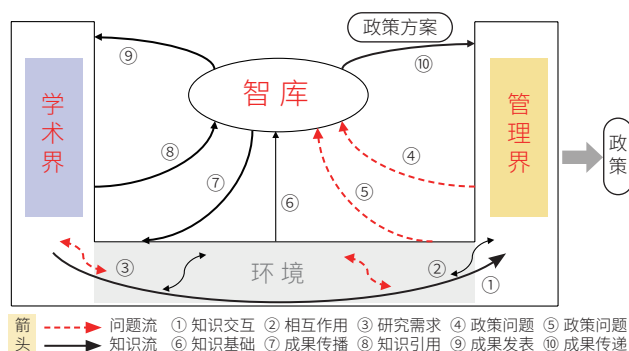 政策方案
⑨
⑩
学术界
智库
管理界
政策
⑧
⑦
⑥
⑤
④
③
环境
②
①
箭头
问题流 ①知识交互 ②相互作用 ③研究需求 ④政策问题 ⑤政策问题
知识流 ⑥知识基础 ⑦成果传播 ⑧知识引用 ⑨成果发表 ⑩成果传递